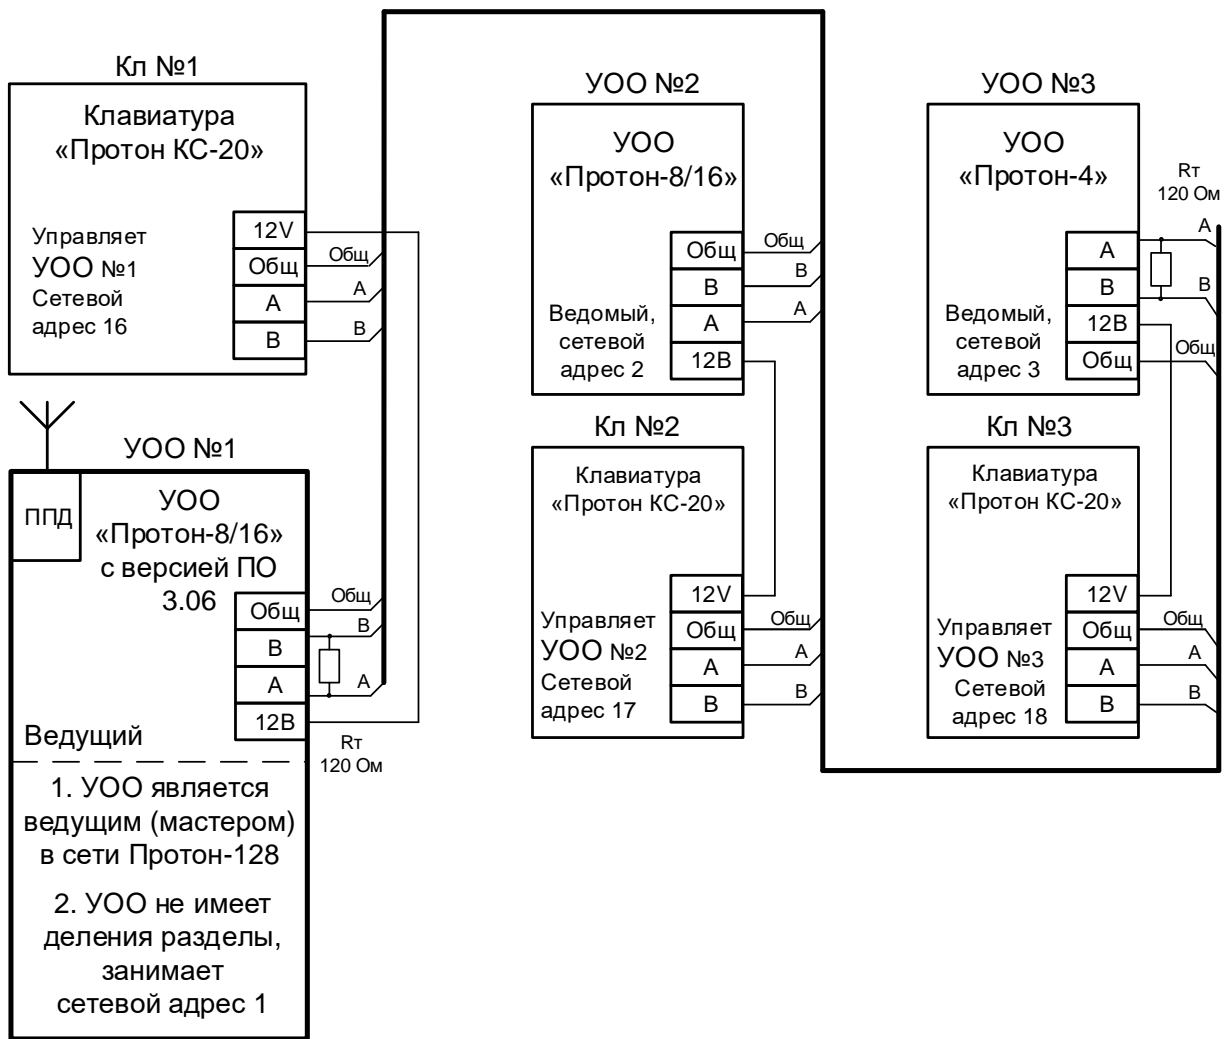 Кл №1
Клавиатура
«Протон КС-20»
Управляет
УОО №1
Сетевой
адрес 16
12V
Общ
A
B
Общ
A
B
УОО №1
ППД
УОО
«Протон-8/16»
с версией ПО
3.06
Общ
B
A
12В
Общ
B
A
Rт
120 Ом
Ведущий
1. УОО является
ведущим (мастером)
в сети Протон-128
2. УОО не имеет
деления разделы,
занимает
сетевой адрес 1
УОО №2
УОО
«Протон-8/16»
Ведомый,
сетевой
адрес 2
Общ
B
A
12В
Общ
B
A
Кл №2
Клавиатура
«Протон КС-20»
Управляет
УОО №2
Сетевой
адрес 17
12V
Общ
A
B
Общ
A
B
УОО №3
УОО
«Протон-4»
Ведомый,
сетевой
адрес 3
A
B
12В
Общ
Rт
120 Ом
A
B
Общ
Кл №3
Клавиатура
«Протон КС-20»
Управляет
УОО №3
Сетевой
адрес 18
12V
Общ
A
B
Общ
A
B